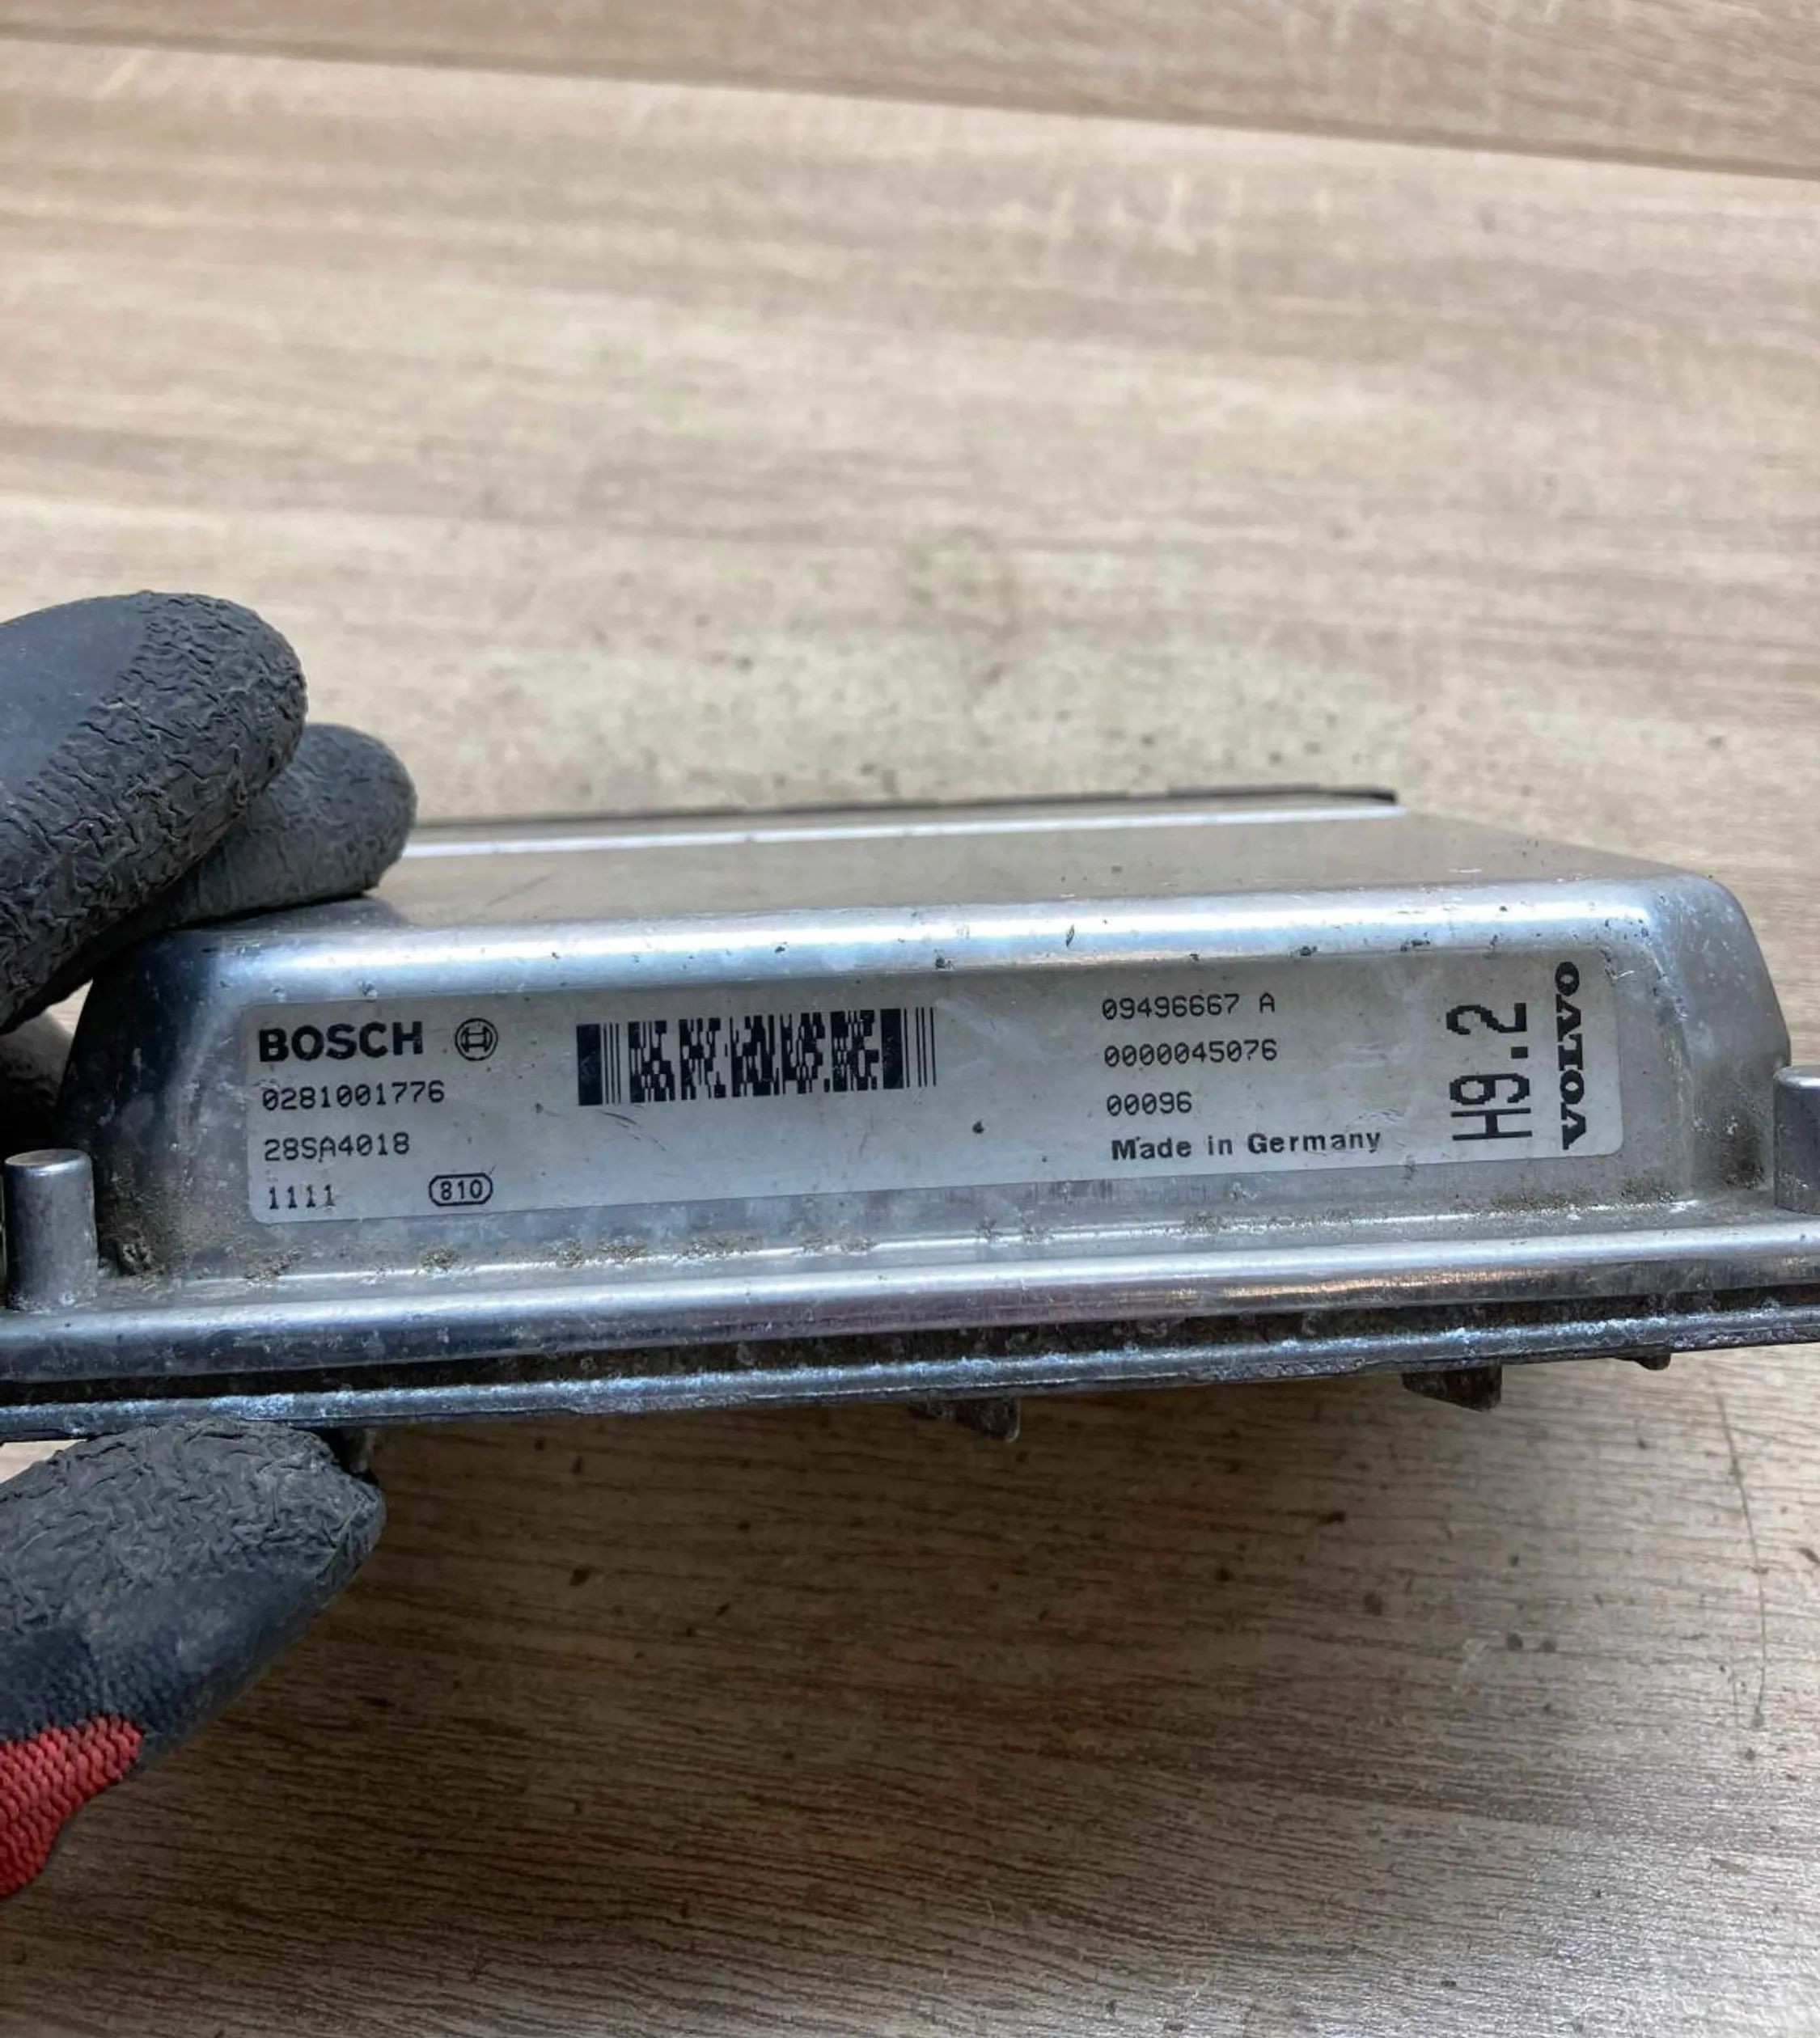 BOSCH
0281001776
28SA4018
1111 810
09496667 A
0000045076
00096
Made in Germany
H9.2
VOLVO